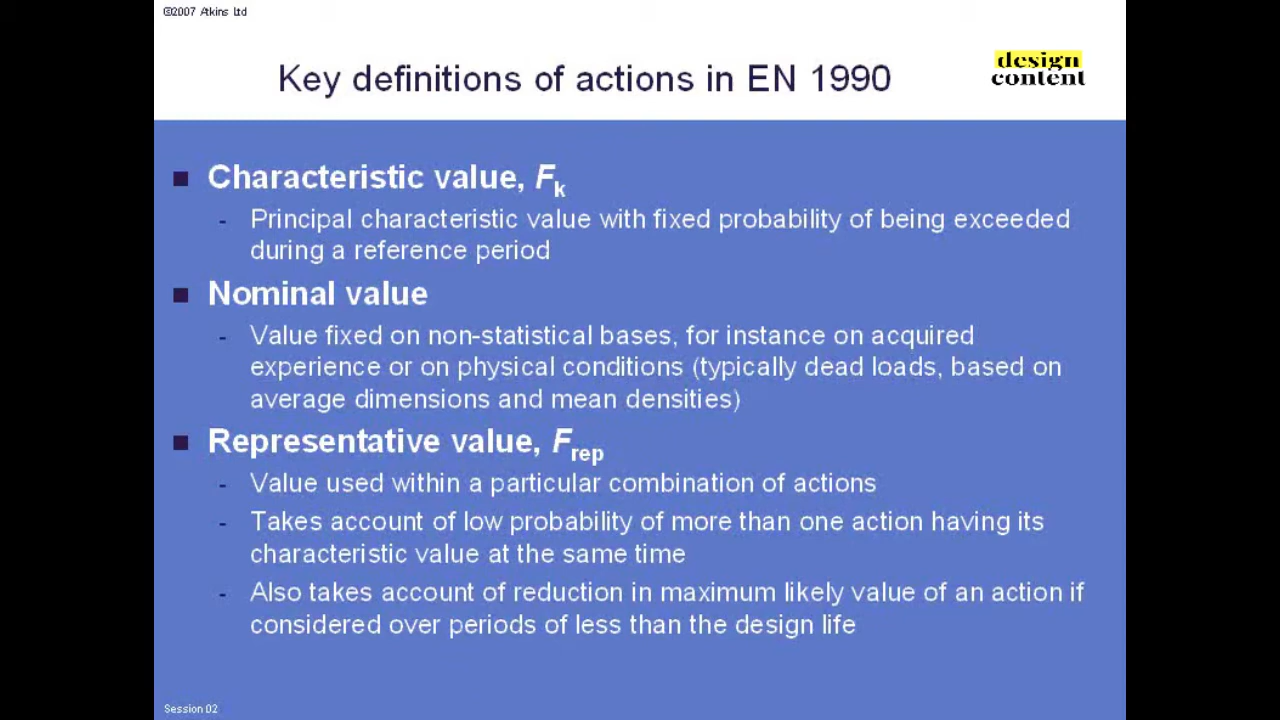 ©2007 Atkins Ltd
Key definitions of actions in EN 1990
design
content
■ Characteristic value, Fk
- Principal characteristic value with fixed probability of being exceeded
during a reference period
■ Nominal value
- Value fixed on non-statistical bases, for instance on acquired
experience or on physical conditions (typically dead loads, based on
average dimensions and mean densities)
■ Representative value, Frep
- Value used within a particular combination of actions
- Takes account of low probability of more than one action having its
characteristic value at the same time
- Also takes account of reduction in maximum likely value of an action if
considered over periods of less than the design life
Session 02